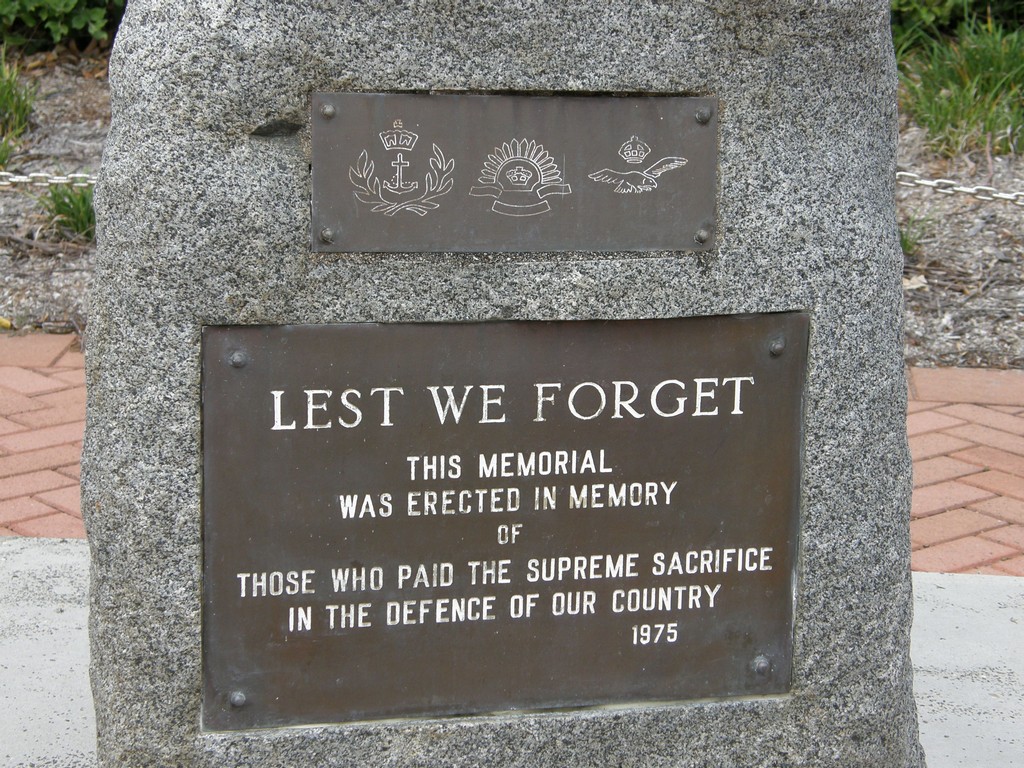 LEST WE FORGET
THIS MEMORIAL
WAS ERECTED IN MEMORY
OF
THOSE WHO PAID THE SUPREME SACRIFICE
IN THE DEFENCE OF OUR COUNTRY
1975